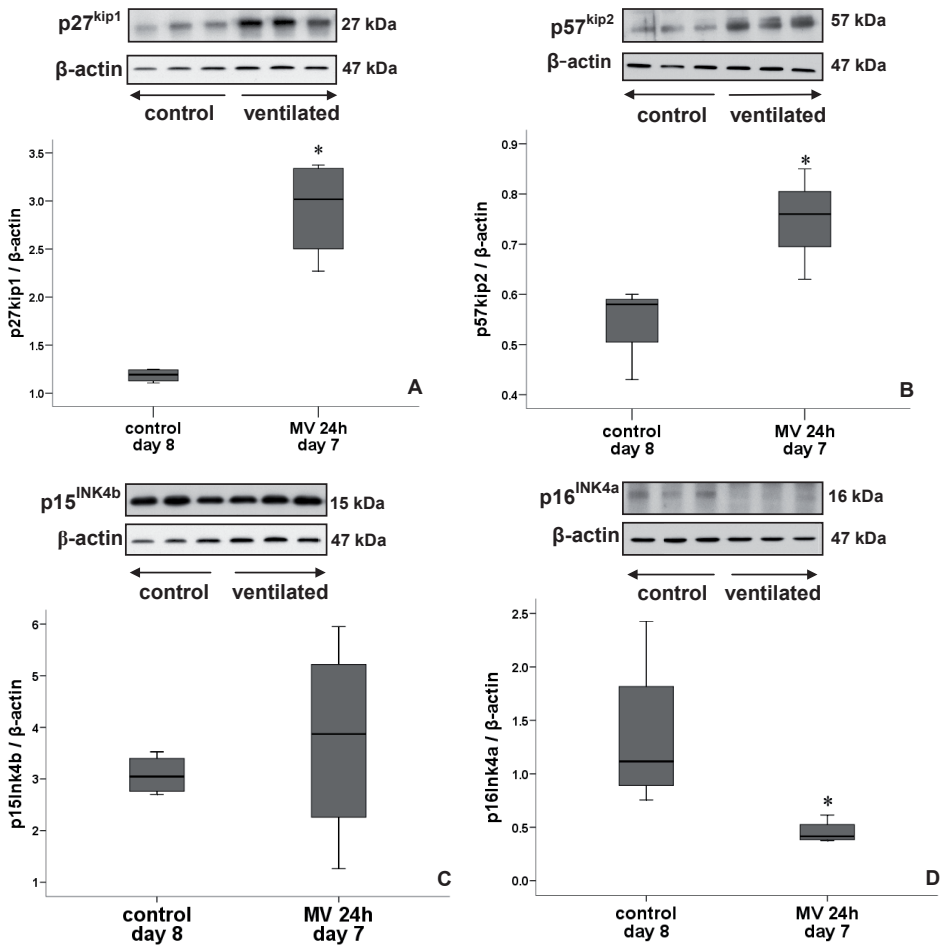 p27kip1 27 kDa
β-actin 47 kDa
control ventilated
3.5
3.0
2.5
2.0
1.5
1.0
p27kip1 / β-actin
*
A
control day 8
MV 24h day 7
p57kip2 57 kDa
β-actin 47 kDa
control ventilated
0.9
0.8
0.7
0.6
0.5
0.4
p57kip2 / β-actin
*
B
control day 8
MV 24h day 7
p15INK4b 15 kDa
β-actin 47 kDa
control ventilated
6
5
4
3
2
1
p15Ink4b / β-actin
C
control day 8
MV 24h day 7
p16INK4a 16 kDa
β-actin 47 kDa
control ventilated
2.5
2.0
1.5
1.0
0.5
0.0
p16Ink4a / β-actin
*
D
control day 8
MV 24h day 7